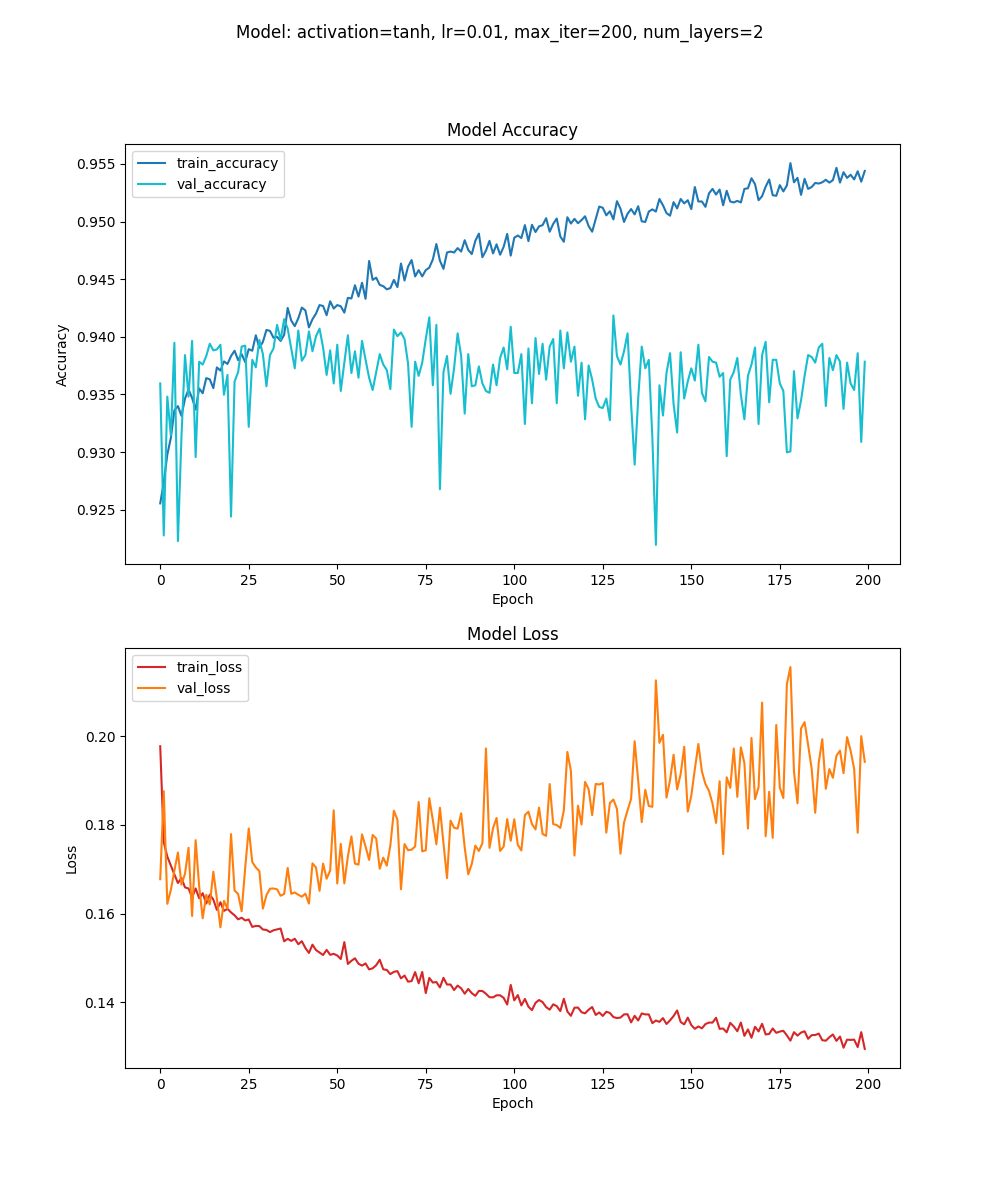 Model: activation=tanh, lr=0.01, max_iter=200, num_layers=2
Model Accuracy
train_accuracy
val_accuracy
Accuracy
0.955
0.950
0.945
0.940
0.935
0.930
0.925
0 25 50 75 100 125 150 175 200
Epoch
Model Loss
train_loss
val_loss
Loss
0.20
0.18
0.16
0.14
0 25 50 75 100 125 150 175 200
Epoch